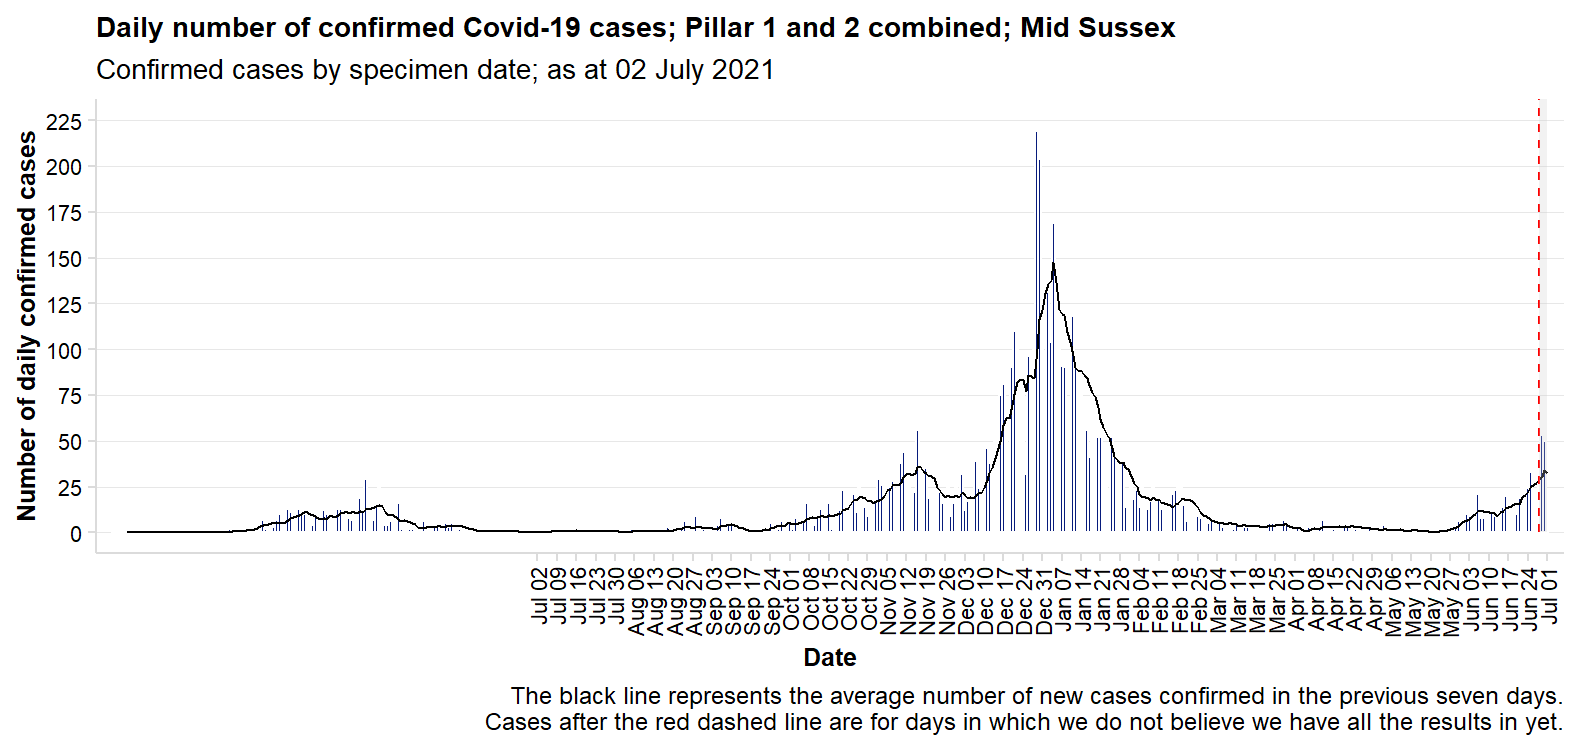 Daily number of confirmed Covid-19 cases; Pillar 1 and 2 combined; Mid Sussex
Confirmed cases by specimen date; as at 02 July 2021
Number of daily confirmed cases
225
200
175
150
125
100
75
50
25
0
Jul 02
Jul 09
Jul 16
Jul 23
Jul 30
Aug 06
Aug 13
Aug 20
Aug 27
Sep 03
Sep 10
Sep 17
Sep 24
Oct 01
Oct 08
Oct 15
Oct 22
Oct 29
Nov 05
Nov 12
Nov 19
Nov 26
Dec 03
Dec 10
Dec 17
Dec 24
Dec 31
Jan 07
Jan 14
Jan 21
Jan 28
Feb 04
Feb 11
Feb 18
Feb 25
Mar 04
Mar 11
Mar 18
Mar 25
Apr 01
Apr 08
Apr 15
Apr 22
Apr 29
May 06
May 13
May 20
May 27
Jun 03
Jun 10
Jun 17
Jun 24
Jul 01
Date
The black line represents the average number of new cases confirmed in the previous seven days.
Cases after the red dashed line are for days in which we do not believe we have all the results in yet.